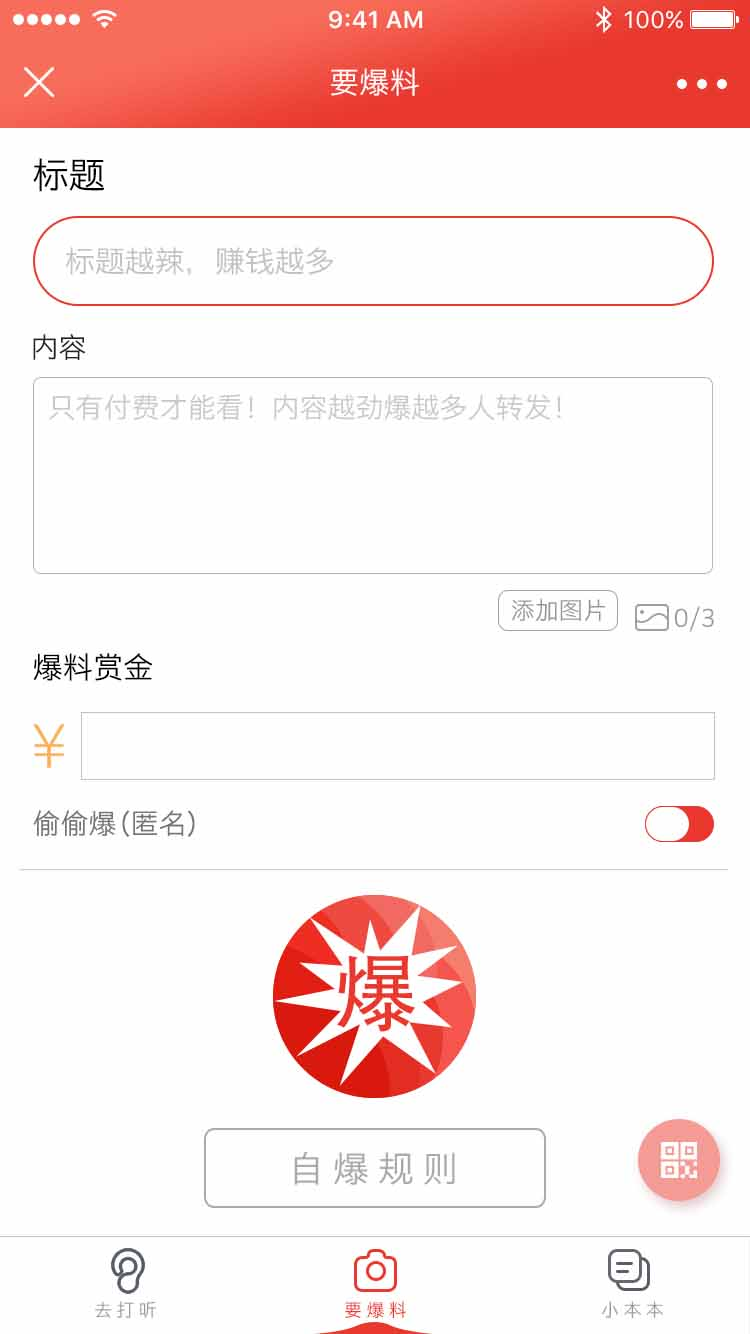 9:41 AM 100%
要爆料
标题
标题越辣，赚钱越多
内容
只有付费才能看！内容越劲爆越多人转发！
添加图片 0/3
爆料赏金
¥
偷偷爆(匿名)
爆
自爆规则
去打听 要爆料 小本本